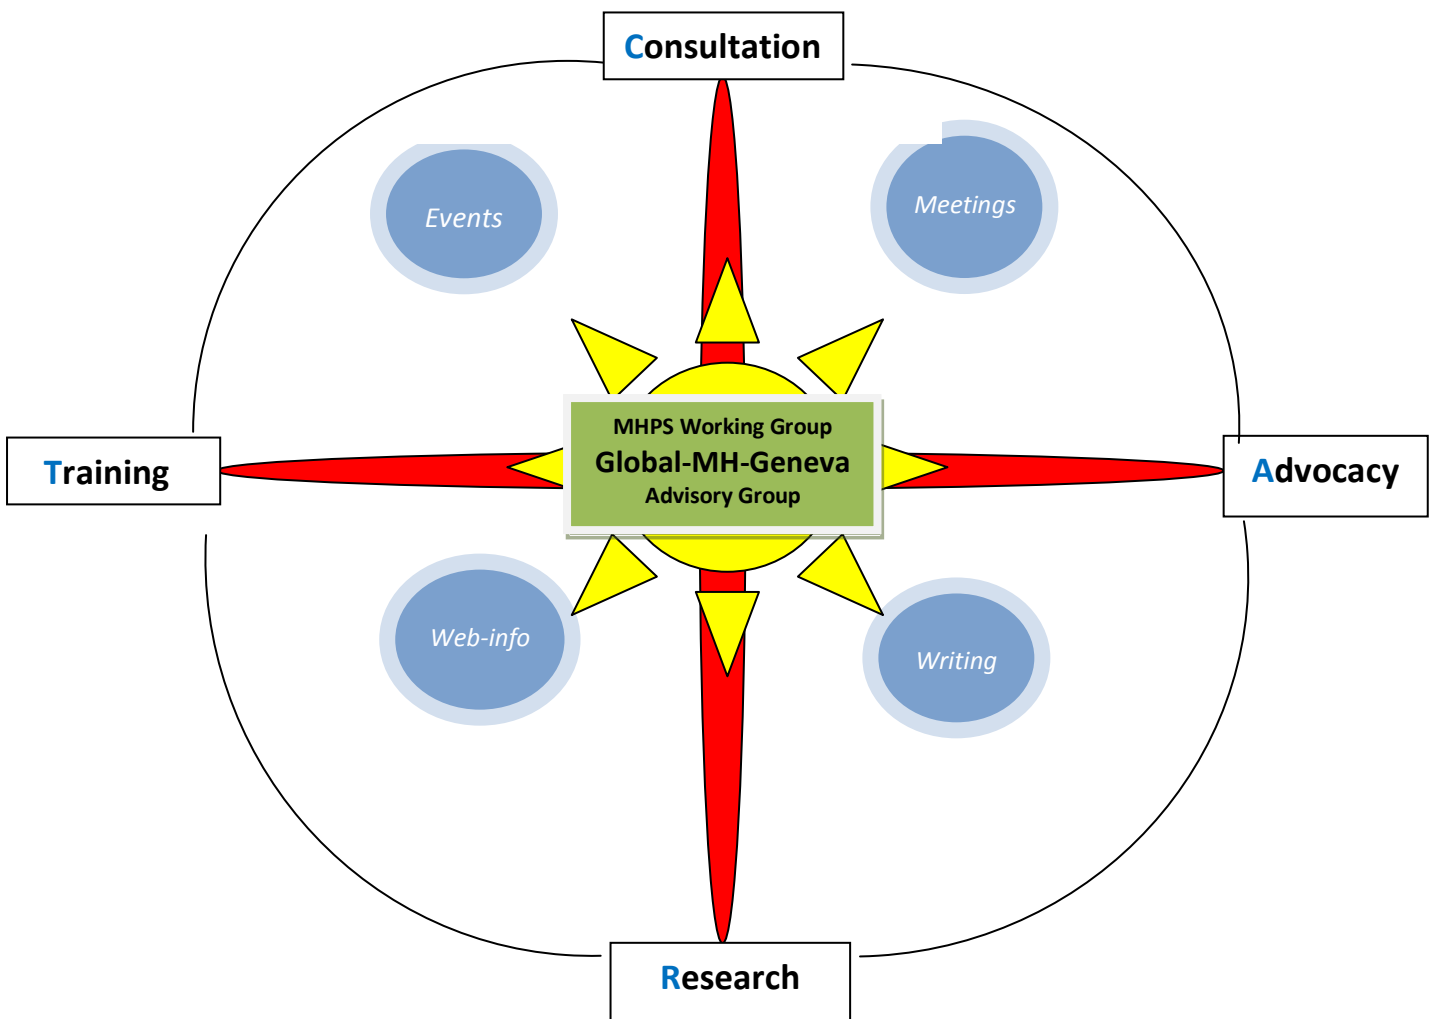 Consultation
Events
Meetings
MHPS Working Group
Global-MH-Geneva
Advisory Group
Training
Advocacy
Web-info
Writing
Research